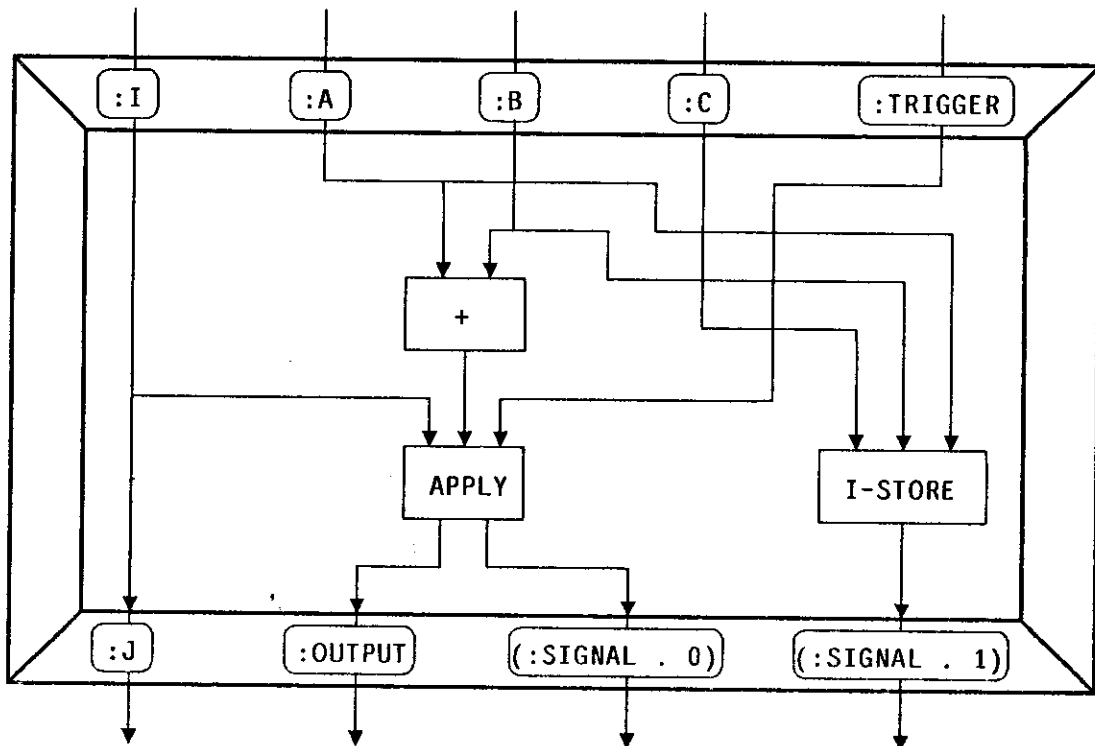 :I
:A
:B
:C
:TRIGGER
+
APPLY
I-STORE
:J
:OUTPUT
(:SIGNAL . 0)
(:SIGNAL . 1)